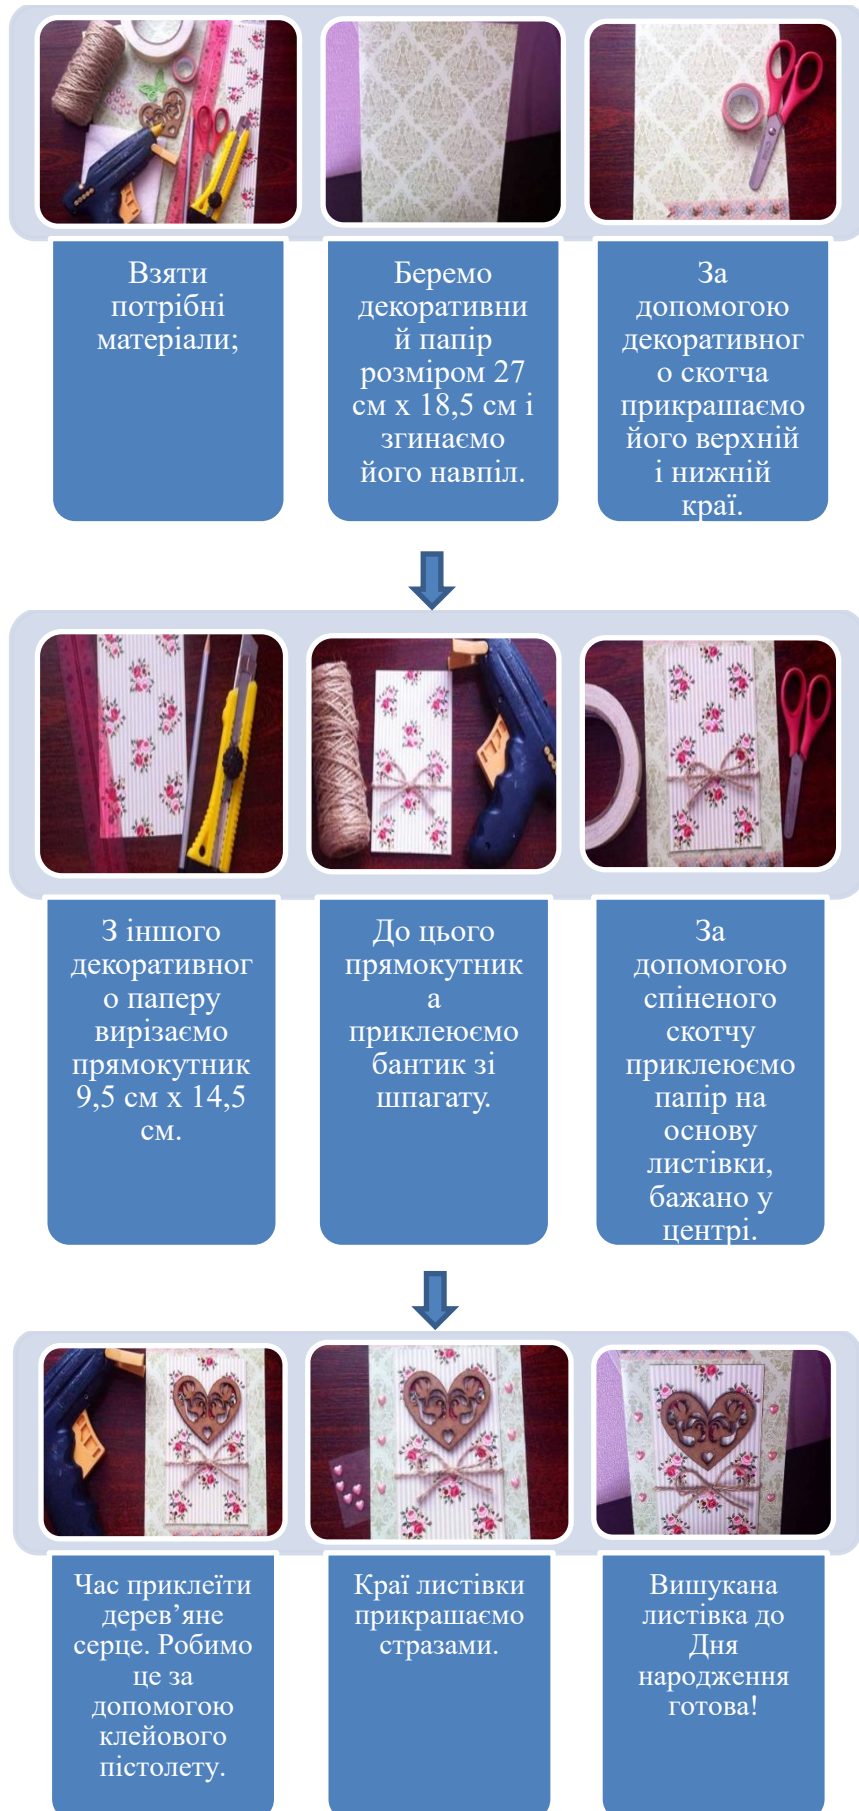 Взяти
потрібні
матеріали;
Беремо
декоративни
й папір
розміром 27
см х 18,5 см і
згинаємо
його навпіл.
За
допомогою
декоративног
о скотча
прикрашаємо
його верхній
і нижній
краї.
З іншого
декоративног
о паперу
вирізаємо
прямокутник
9,5 см х 14,5
см.
До цього
прямокутник
а
приклеюємо
бантик зі
шпагату.
За
допомогою
спіненого
скотчу
приклеюємо
папір на
основу
листівки,
бажано у
центрі.
Час приклеїти
дерев’яне
серце. Робимо
це за
допомогою
клейового
пістолету.
Краї листівки
прикрашаємо
стразами.
Вишукана
листівка до
Дня
народження
готова!